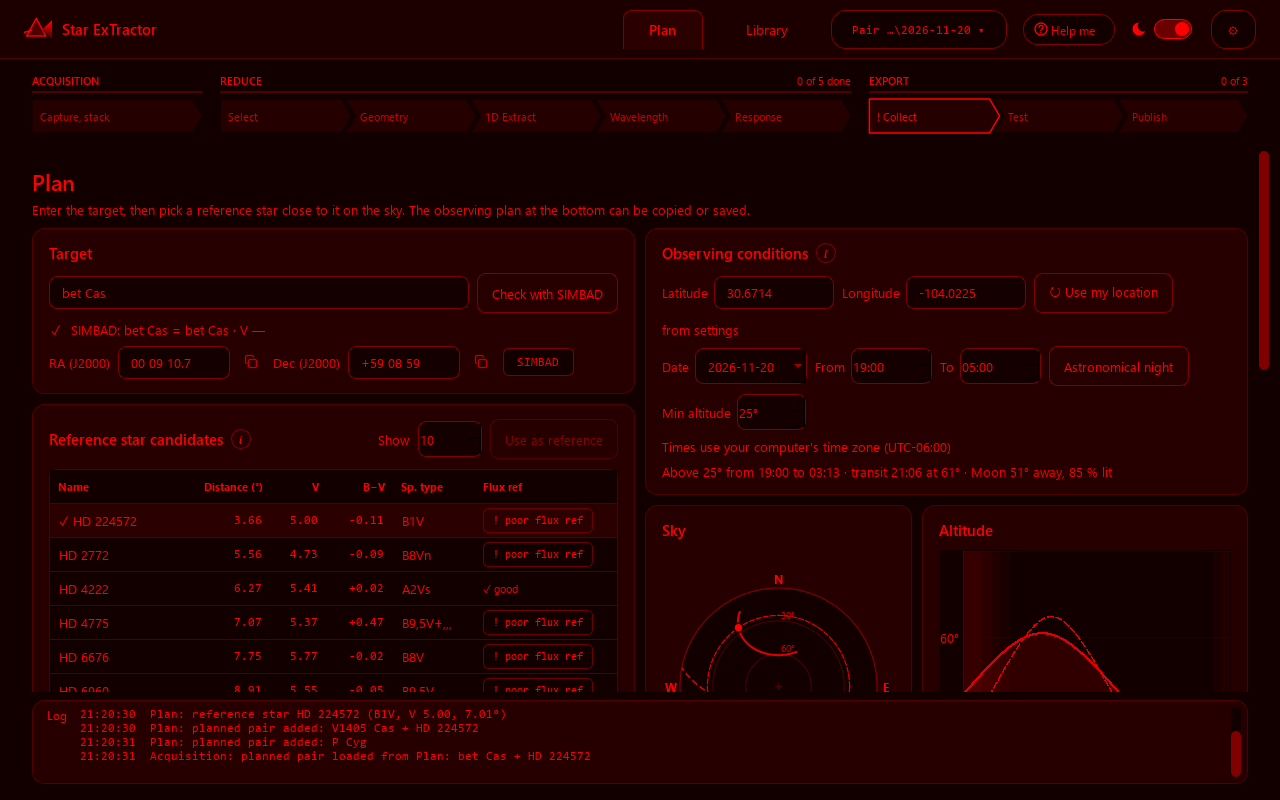 Star ExTractor
Plan
Library
Pair …\2026-11-20 ▾
Help me
ACQUISITION
REDUCE
0 of 5 done
EXPORT
0 of 3
Capture, stack
Select
Geometry
1D Extract
Wavelength
Response
! Collect
Test
Publish
Plan
Enter the target, then pick a reference star close to it on the sky. The observing plan at the bottom can be copied or saved.
Target
bet Cas
Check with SIMBAD
✓ SIMBAD: bet Cas = bet Cas · V —
RA (J2000) 00 09 10.7 Dec (J2000) +59 08 59 SIMBAD
Observing conditions i
Latitude 30.6714 Longitude -104.0225 Use my location
from settings
Date 2026-11-20 From 19:00 To 05:00 Astronomical night
Min altitude 25°
Times use your computer's time zone (UTC-06:00)
Above 25° from 19:00 to 03:13 · transit 21:06 at 61° · Moon 51° away, 85 % lit
Reference star candidates i Show 10 Use as reference
Name Distance (°) V B−V Sp. type Flux ref
✓ HD 224572 3.66 5.00 -0.11 B1V ! poor flux ref
HD 2772 5.56 4.73 -0.09 B8Vn ! poor flux ref
HD 4222 6.27 5.41 +0.02 A2Vs ✓ good
HD 4775 7.07 5.37 +0.47 B9,5V+,,, ! poor flux ref
HD 6676 7.75 5.77 -0.02 B8V ! poor flux ref
HD 6960 8.91 5.55 -0.05 B9.5V ! poor flux ref
Sky
N
30°
60°
W
E
Altitude
60°
Log
21:20:30 Plan: reference star HD 224572 (B1V, V 5.00, 7.01°)
21:20:30 Plan: planned pair added: V1405 Cas + HD 224572
21:20:31 Plan: planned pair added: P Cyg
21:20:31 Acquisition: planned pair loaded from Plan: bet Cas + HD 224572